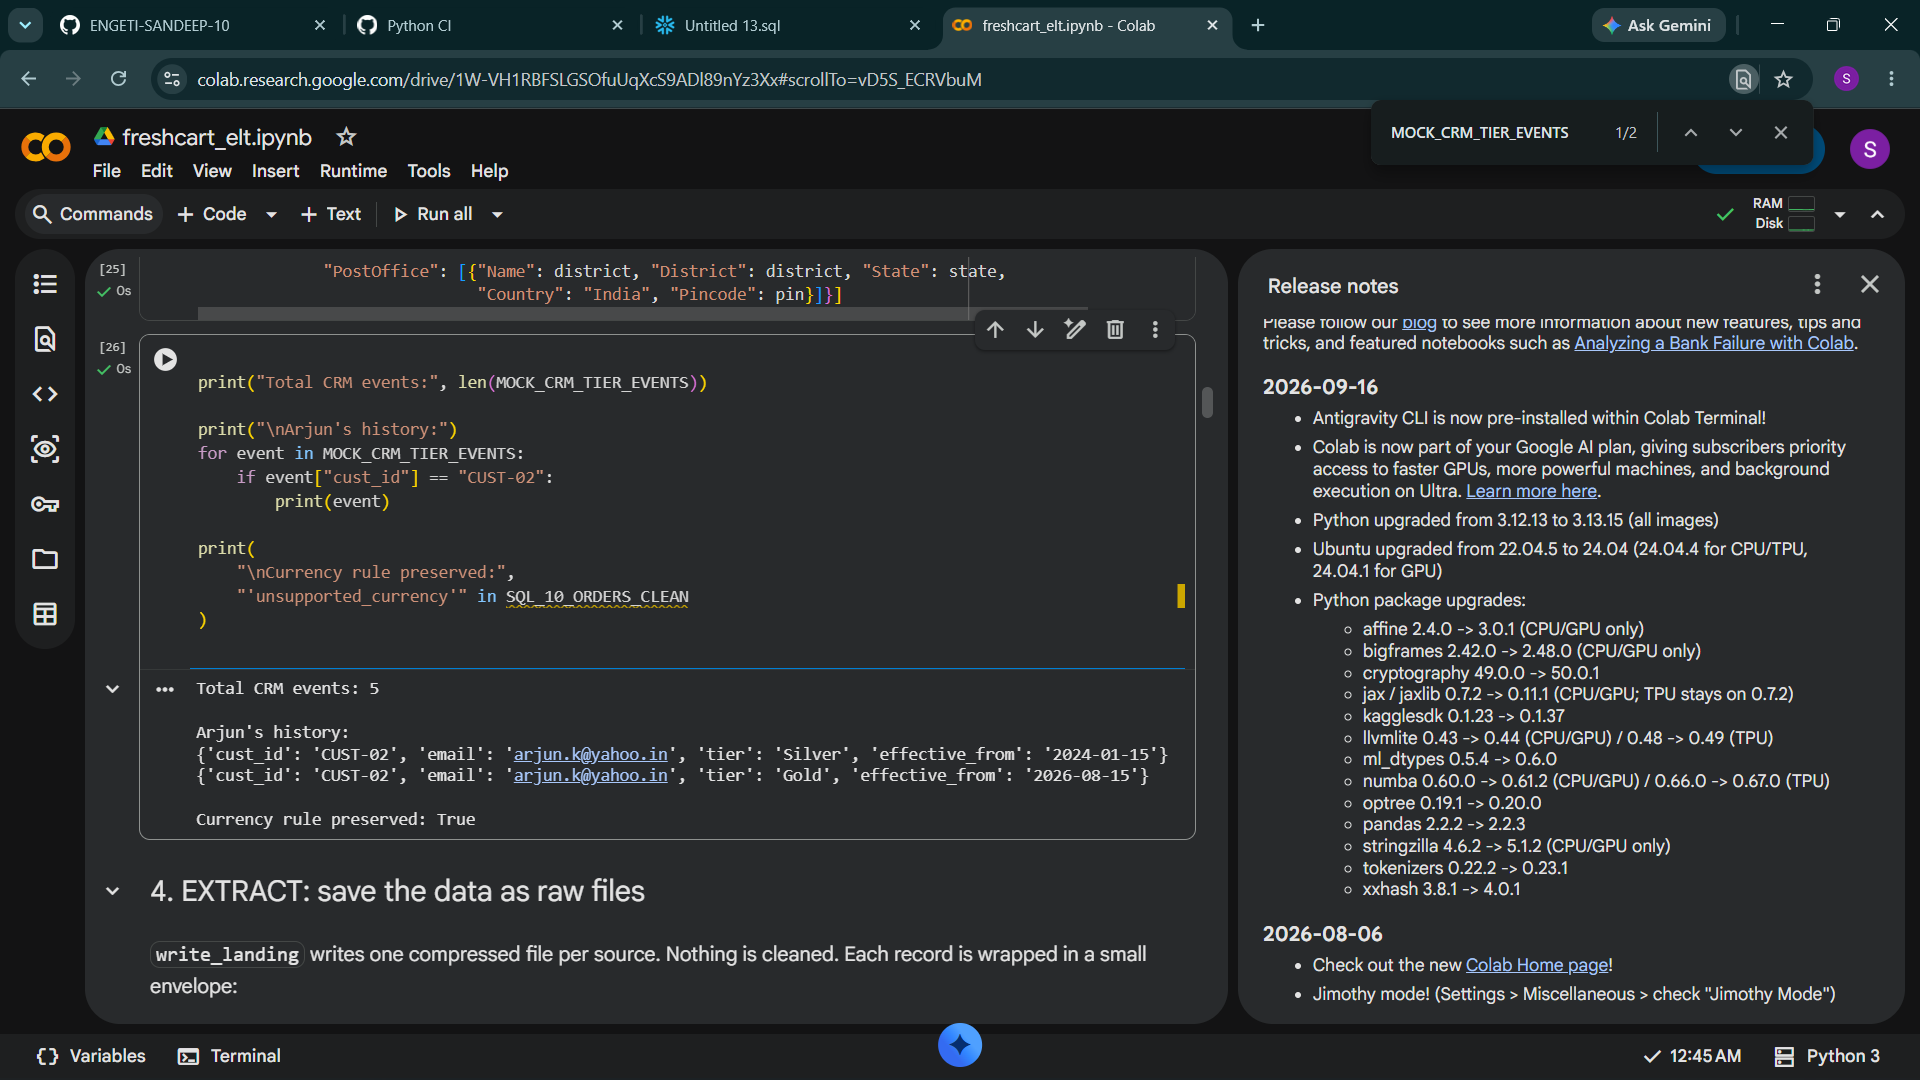 ENGETI-SANDEEP-10
Python CI
Untitled 13.sql
freshcart_elt.ipynb - Colab
Ask Gemini
colab.research.google.com/drive/1W-VH1RBFSLGSOfuUqXcS9ADl89nYz3Xx#scrollTo=vD5S_ECRVbuM
S
MOCK_CRM_TIER_EVENTS 1/2
CO freshcart_elt.ipynb
S
File Edit View Insert Runtime Tools Help
Commands + Code + Text Run all
RAM
Disk
[25]
0s
"PostOffice": [{"Name": district, "District": district, "State": state,
"Country": "India", "Pincode": pin}]}]
[26]
0s
print("Total CRM events:", len(MOCK_CRM_TIER_EVENTS))
print("\nArjun's history:")
for event in MOCK_CRM_TIER_EVENTS:
if event["cust_id"] == "CUST-02":
print(event)
print(
"\nCurrency rule preserved:",
"'unsupported_currency'" in SQL_10_ORDERS_CLEAN
)
Total CRM events: 5
Arjun's history:
{'cust_id': 'CUST-02', 'email': 'arjun.k@yahoo.in', 'tier': 'Silver', 'effective_from': '2024-01-15'}
{'cust_id': 'CUST-02', 'email': 'arjun.k@yahoo.in', 'tier': 'Gold', 'effective_from': '2026-08-15'}
Currency rule preserved: True
4. EXTRACT: save the data as raw files
write_landing writes one compressed file per source. Nothing is cleaned. Each record is wrapped in a small
envelope:
Release notes
Please follow our blog to see more information about new features, tips and
tricks, and featured notebooks such as Analyzing a Bank Failure with Colab.
2026-09-16
• Antigravity CLI is now pre-installed within Colab Terminal!
• Colab is now part of your Google AI plan, giving subscribers priority
access to faster GPUs, more powerful machines, and background
execution on Ultra. Learn more here.
• Python upgraded from 3.12.13 to 3.13.15 (all images)
• Ubuntu upgraded from 22.04.5 to 24.04 (24.04.4 for CPU/TPU,
24.04.1 for GPU)
• Python package upgrades:
affine 2.4.0 -> 3.0.1 (CPU/GPU only)
bigframes 2.42.0 -> 2.48.0 (CPU/GPU only)
cryptography 49.0.0 -> 50.0.1
jax / jaxlib 0.7.2 -> 0.11.1 (CPU/GPU; TPU stays on 0.7.2)
kagglesdk 0.1.23 -> 0.1.37
llvmlite 0.43 -> 0.44 (CPU/GPU) / 0.48 -> 0.49 (TPU)
ml_dtypes 0.5.4 -> 0.6.0
numba 0.60.0 -> 0.61.2 (CPU/GPU) / 0.66.0 -> 0.67.0 (TPU)
optree 0.19.1 -> 0.20.0
pandas 2.2.2 -> 2.2.3
stringzilla 4.6.2 -> 5.1.2 (CPU/GPU only)
tokenizers 0.22.2 -> 0.23.1
xxhash 3.8.1 -> 4.0.1
2026-08-06
• Check out the new Colab Home page!
• Jimothy mode! (Settings > Miscellaneous > check "Jimothy Mode")
Variables Terminal
12:45 AM Python 3